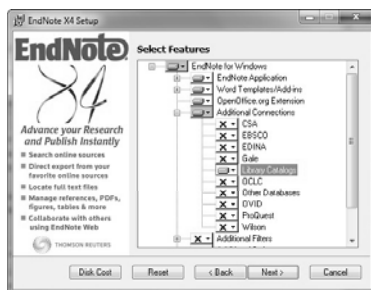 EndNote X4 Setup
EndNote
X4
Advance your Research
and Publish Instantly
Search online sources
Direct export from your
favorite online sources
Locate full text files
Manage references, PDFs,
figures, tables & more
Collaborate with others
using EndNote Web
THOMSON REUTERS
Select Features
EndNote for Windows
EndNote Application
Word Templates/Add-ins
OpenOffice.org Extension
Additional Connections
CSA
EBSCO
EDINA
Gale
Library Catalogs
OCLC
Other Databases
OVID
ProQuest
Wilson
Additional Filters
Disk Cost
Reset
< Back
Next >
Cancel